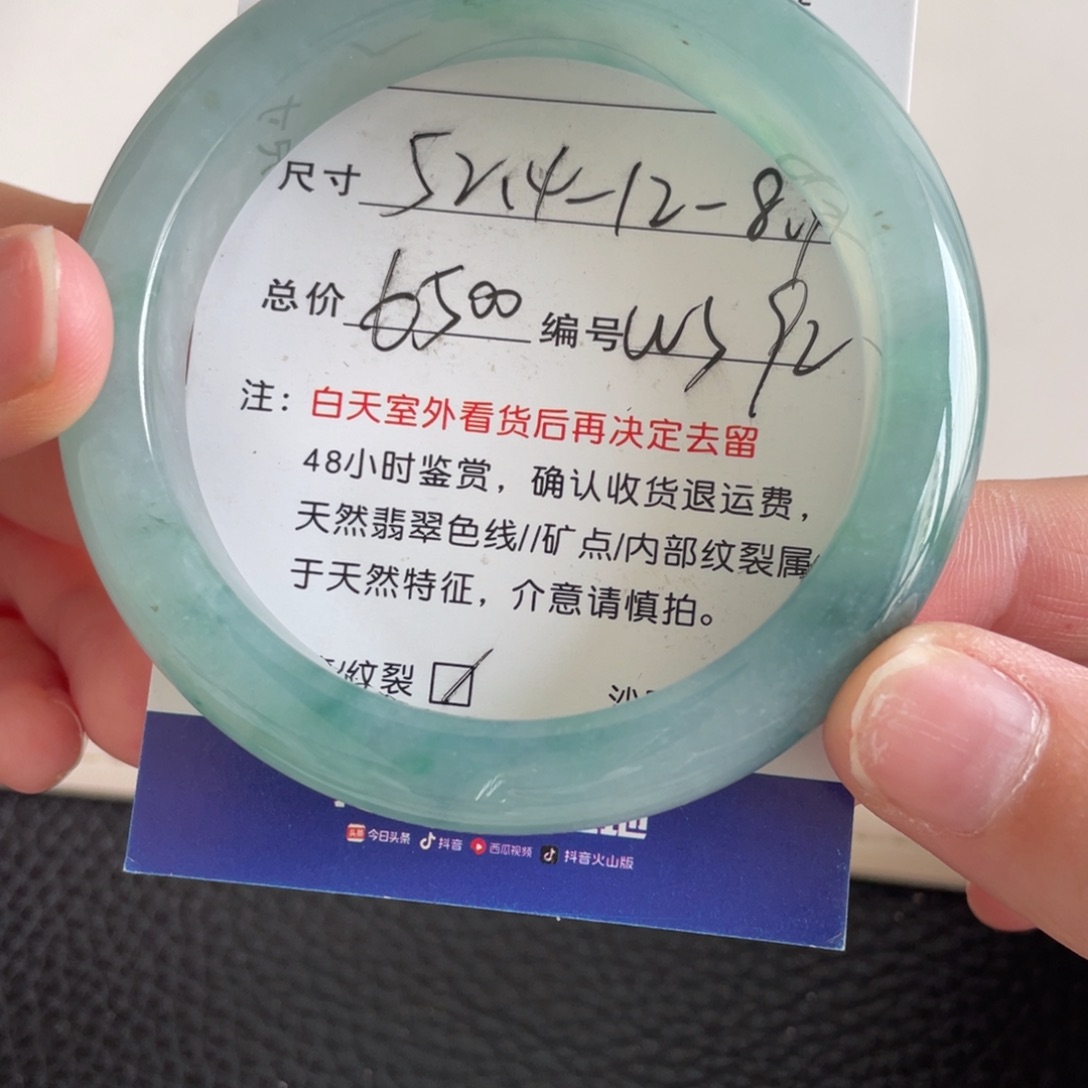 尺寸 52.4-12-8.4
总价 6500 编号 WS92
注：白天室外看货后再决定去留
48小时鉴赏，确认收货退运费，
天然翡翠色线//矿点/内部纹裂属
于天然特征，介意请慎拍。
/纹裂
今日头条 抖音 西瓜视频 抖音火山版